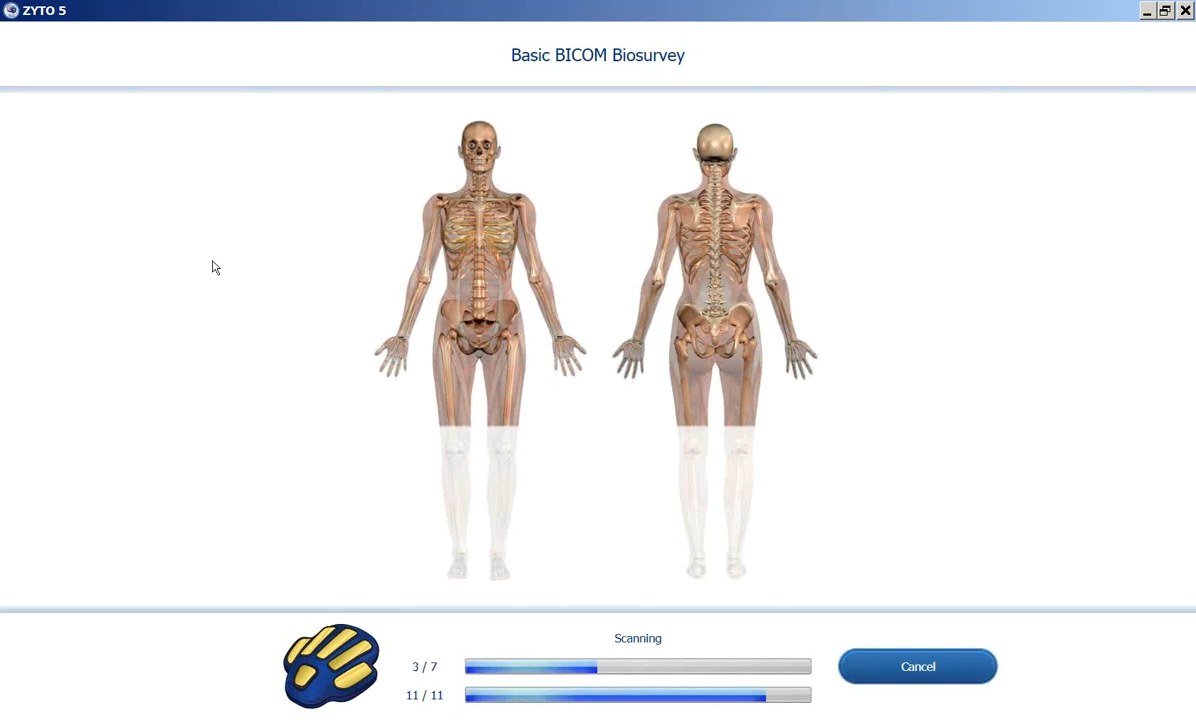 ZYTO 5
Basic BICOM Biosurvey
Scanning
3 / 7
11 / 11
Cancel